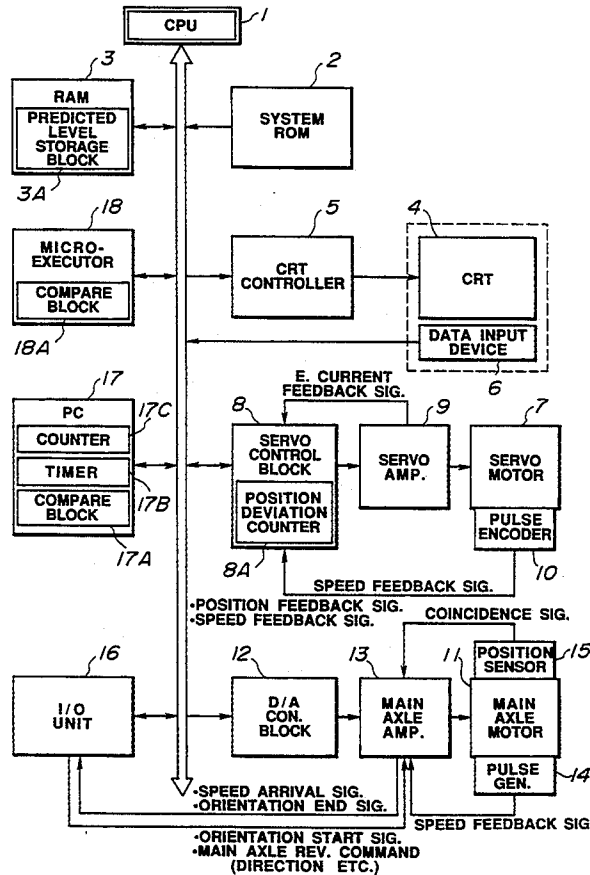 CPU
1
3
RAM
PREDICTED
LEVEL
STORAGE
BLOCK
3A
2
SYSTEM
ROM
18
MICRO-
EXECUTOR
COMPARE
BLOCK
18A
5
CRT
CONTROLLER
4
CRT
DATA INPUT
DEVICE
6
17
PC
17C
COUNTER
TIMER
17B
COMPARE
BLOCK
17A
E. CURRENT
FEEDBACK SIG.
8
SERVO
CONTROL
BLOCK
POSITION
DEVIATION
COUNTER
8A
9
SERVO
AMP.
7
SERVO
MOTOR
PULSE
ENCODER
10
SPEED FEEDBACK SIG.
•POSITION FEEDBACK SIG.
•SPEED FEEDBACK SIG.
COINCIDENCE SIG.
16
I/O
UNIT
12
D/A
CON.
BLOCK
13
MAIN
AXLE
AMP.
11
POSITION
SENSOR
15
MAIN
AXLE
MOTOR
PULSE
GEN.
14
•SPEED ARRIVAL SIG.
•ORIENTATION END SIG.
SPEED FEEDBACK SIG
•ORIENTATION START SIG.
•MAIN AXLE REV. COMMAND
(DIRECTION ETC.)